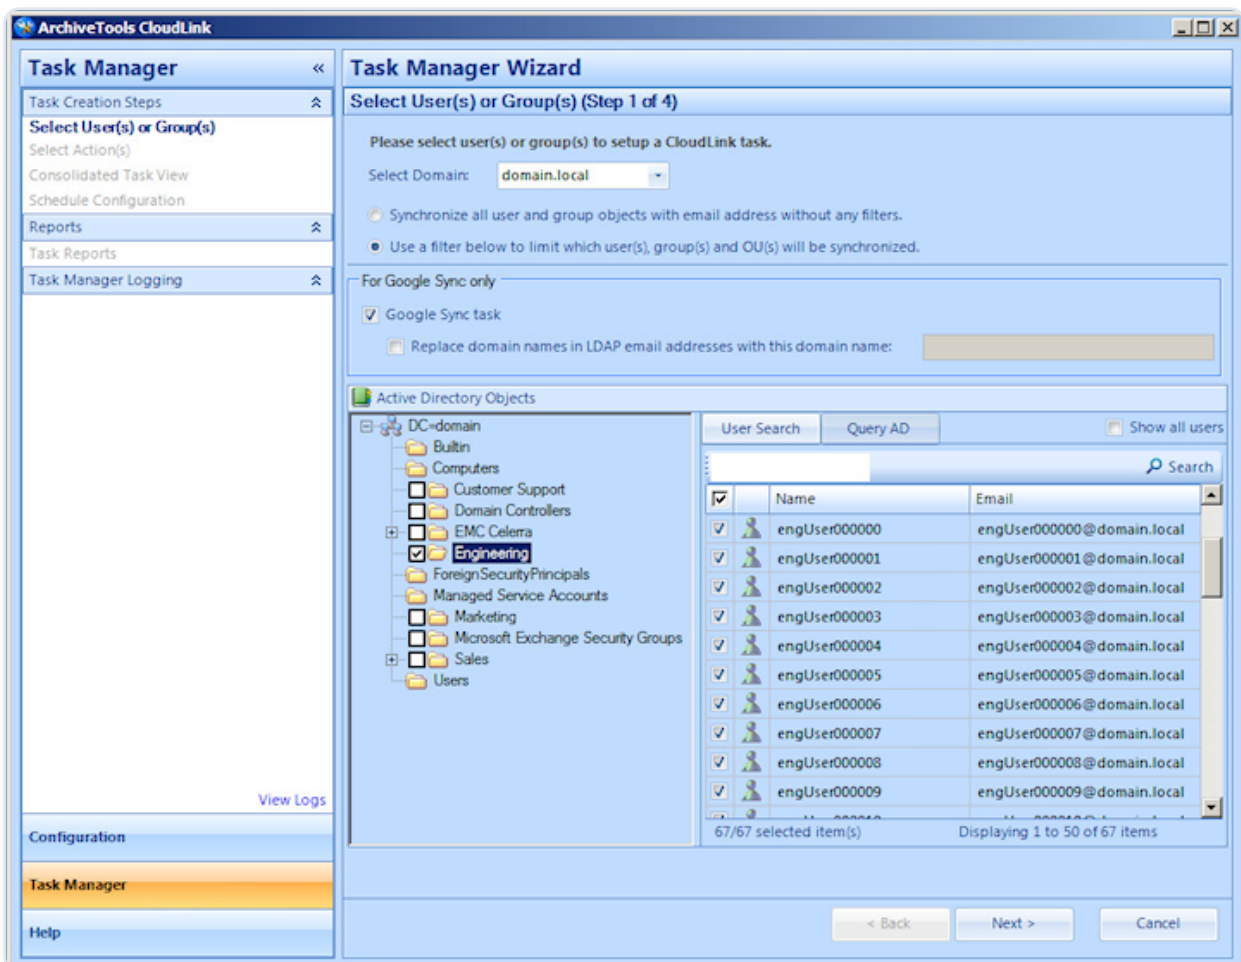 ArchiveTools CloudLink
Task Manager «
Task Creation Steps
Select User(s) or Group(s)
Select Action(s)
Consolidated Task View
Schedule Configuration
Reports
Task Reports
Task Manager Logging
View Logs
Configuration
Task Manager
Help
Task Manager Wizard
Select User(s) or Group(s) (Step 1 of 4)
Please select user(s) or group(s) to setup a CloudLink task.
Select Domain: domain.local
Synchronize all user and group objects with email address without any filters.
Use a filter below to limit which user(s), group(s) and OU(s) will be synchronized.
For Google Sync only
Google Sync task
Replace domain names in LDAP email addresses with this domain name:
Active Directory Objects
DC=domain
Builtin
Computers
Customer Support
Domain Controllers
EMC Celerra
Engineering
ForeignSecurityPrincipals
Managed Service Accounts
Marketing
Microsoft Exchange Security Groups
Sales
Users
User Search Query AD Show all users
Search
Name Email
engUser000000 engUser000000@domain.local
engUser000001 engUser000001@domain.local
engUser000002 engUser000002@domain.local
engUser000003 engUser000003@domain.local
engUser000004 engUser000004@domain.local
engUser000005 engUser000005@domain.local
engUser000006 engUser000006@domain.local
engUser000007 engUser000007@domain.local
engUser000008 engUser000008@domain.local
engUser000009 engUser000009@domain.local
67/67 selected item(s) Displaying 1 to 50 of 67 items
< Back Next > Cancel